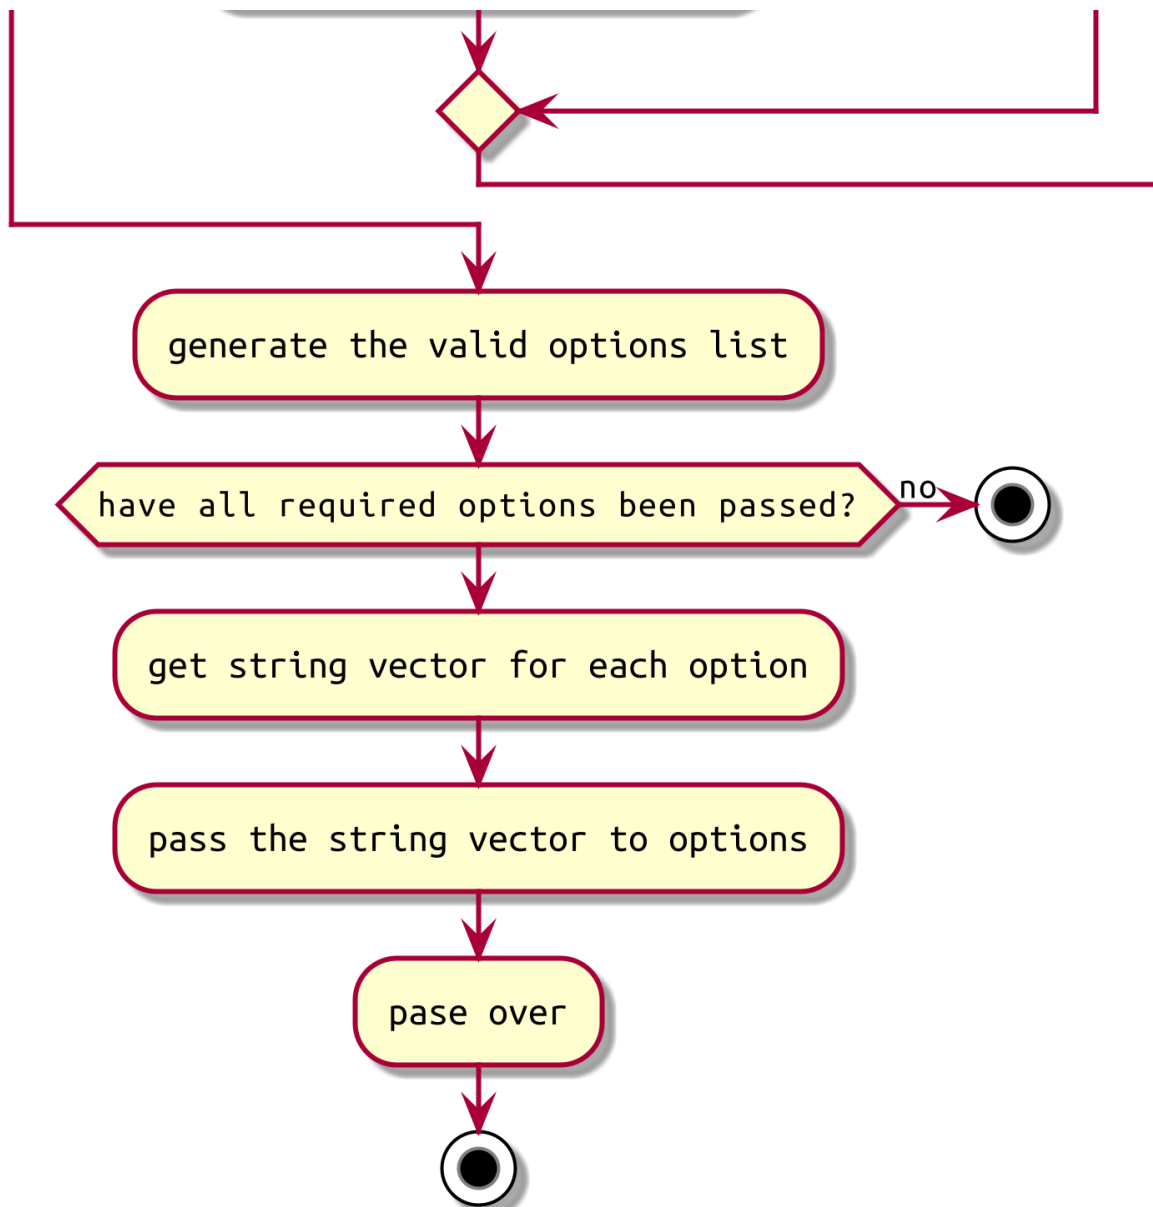 generate the valid options list
have all required options been passed?
no
get string vector for each option
pass the string vector to options
pase over